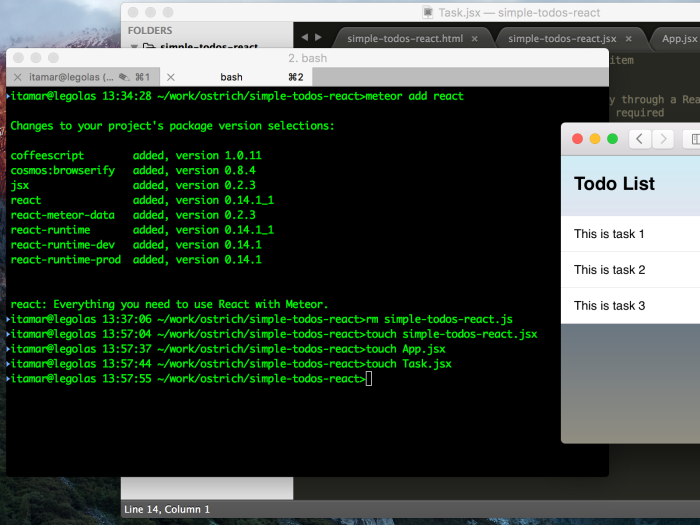 Task.jsx — simple-todos-react
FOLDERS
simple-todos-react
simple-todos-react.html
simple-todos-react.jsx
App.jsx
item
y through a Rea
required
2. bash
itamar@legolas (... ⌘1
bash ⌘2
itamar@legolas 13:34:28 ~/work/ostrich/simple-todos-react>meteor add react
Changes to your project's package version selections:
coffeescript added, version 1.0.11
cosmos:browserify added, version 0.8.4
jsx added, version 0.2.3
react added, version 0.14.1_1
react-meteor-data added, version 0.2.3
react-runtime added, version 0.14.1_1
react-runtime-dev added, version 0.14.1
react-runtime-prod added, version 0.14.1
react: Everything you need to use React with Meteor.
itamar@legolas 13:37:06 ~/work/ostrich/simple-todos-react>rm simple-todos-react.js
itamar@legolas 13:57:04 ~/work/ostrich/simple-todos-react>touch simple-todos-react.jsx
itamar@legolas 13:57:37 ~/work/ostrich/simple-todos-react>touch App.jsx
itamar@legolas 13:57:44 ~/work/ostrich/simple-todos-react>touch Task.jsx
itamar@legolas 13:57:55 ~/work/ostrich/simple-todos-react>
Todo List
This is task 1
This is task 2
This is task 3
Line 14, Column 1